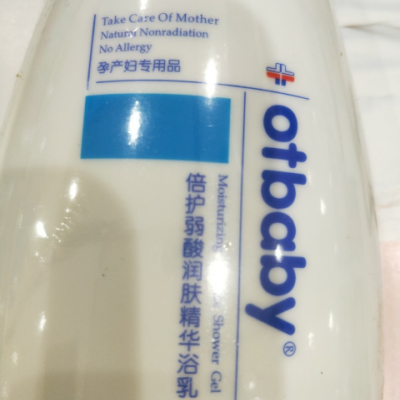 Take Care Of Mother
Natural Nonradiation
No Allergy
孕产妇专用品
otbaby®
Moisturizing Shower Gel
倍护弱酸润肤精华浴乳